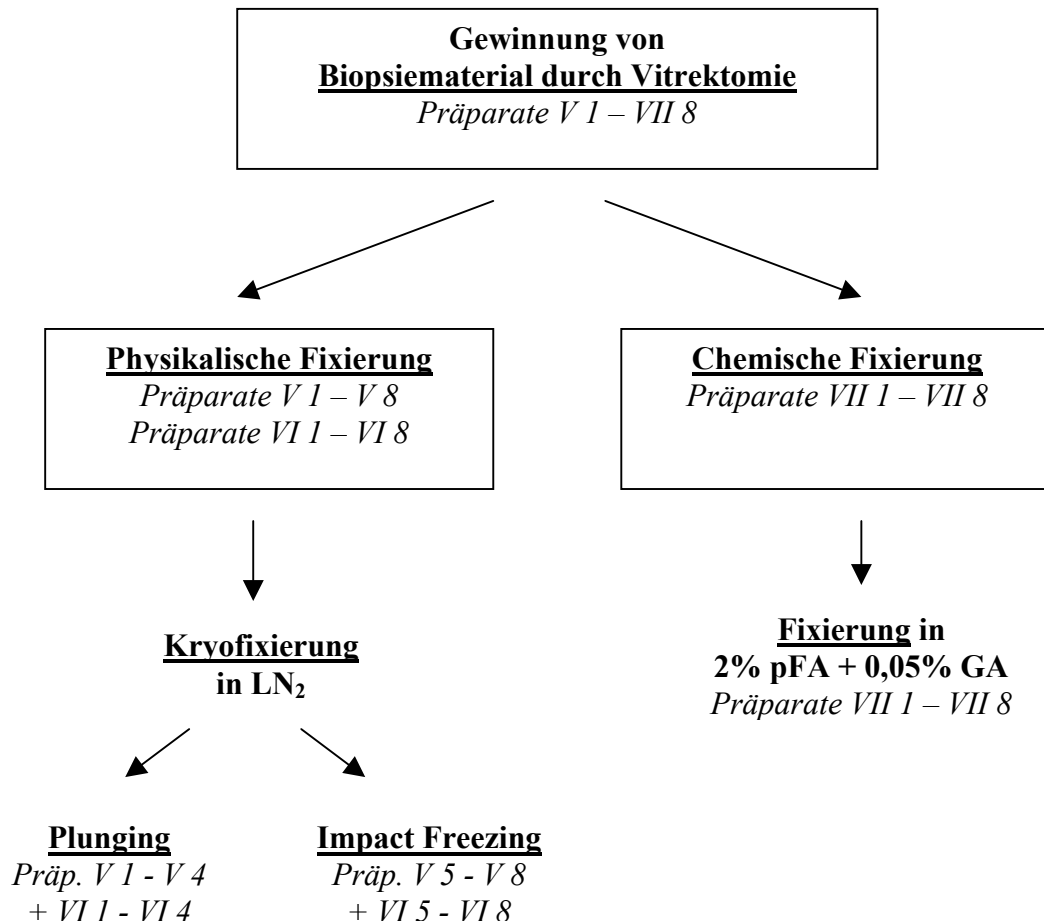 Gewinnung von
Biopsiematerial durch Vitrektomie
Präparate V 1 – VII 8
Physikalische Fixierung
Präparate V 1 – V 8
Präparate VI 1 – VI 8
Chemische Fixierung
Präparate VII 1 – VII 8
Kryofixierung
in LN₂
Fixierung in
2% pFA + 0,05% GA
Präparate VII 1 – VII 8
Plunging
Präp. V 1 - V 4
+ VI 1 - VI 4
Impact Freezing
Präp. V 5 - V 8
+ VI 5 - VI 8